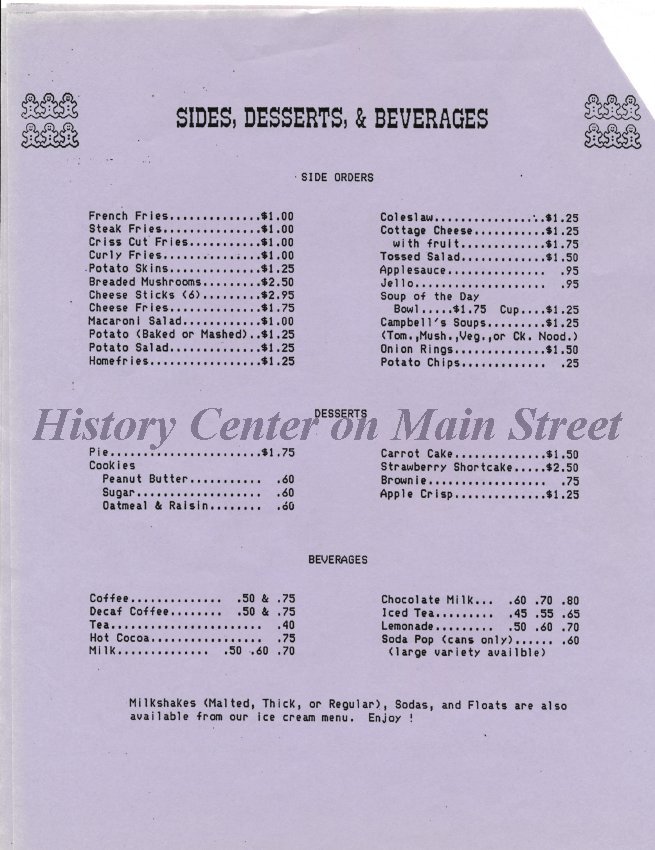 SIDES, DESSERTS, & BEVERAGES
SIDE ORDERS
French Fries..............$1.00
Steak Fries...............$1.00
Criss Cut Fries...........$1.00
Curly Fries...............$1.00
Potato Skins..............$1.25
Breaded Mushrooms.........$2.50
Cheese Sticks (6).........$2.95
Cheese Fries..............$1.75
Macaroni Salad............$1.00
Potato (Baked or Mashed)..$1.25
Potato Salad..............$1.25
Homefries.................$1.25
Coleslaw.................$1.25
Cottage Cheese...........$1.25
with fruit.............$1.75
Tossed Salad.............$1.50
Applesauce............... .95
Jello.................... .95
Soup of the Day
Bowl.....$1.75 Cup....$1.25
Campbell's Soups.........$1.25
(Tom.,Mush.,Veg.,or Ck. Nood.)
Onion Rings..............$1.50
Potato Chips............. .25
DESSERTS
History Center on Main Street
Pie.......................$1.75
Cookies
Peanut Butter........... .60
Sugar................... .60
Oatmeal & Raisin........ .60
Carrot Cake..............$1.50
Strawberry Shortcake.....$2.50
Brownie.................. .75
Apple Crisp..............$1.25
BEVERAGES
Coffee.............. .50 & .75
Decaf Coffee........ .50 & .75
Tea....................... .40
Hot Cocoa................. .75
Milk.............. .50 .60 .70
Chocolate Milk... .60 .70 .80
Iced Tea......... .45 .55 .65
Lemonade......... .50 .60 .70
Soda Pop (cans only)...... .60
(large variety availble)
Milkshakes (Malted, Thick, or Regular), Sodas, and Floats are also
available from our ice cream menu. Enjoy !